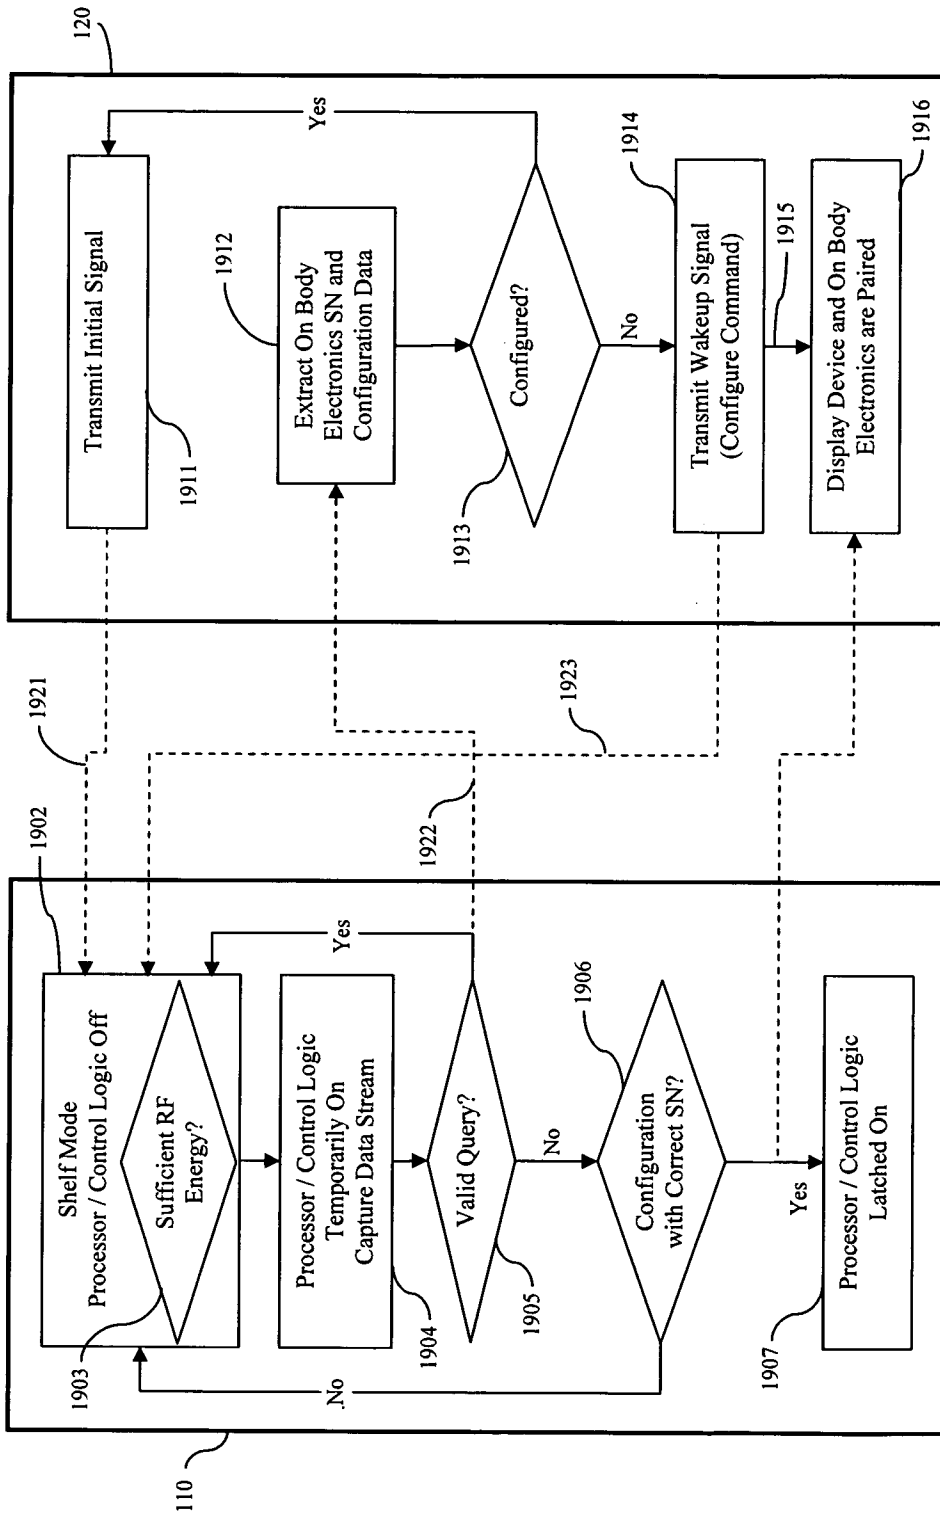 110
1902
Shelf Mode
Processor / Control Logic Off
Sufficient RF
Energy?
1903
Processor / Control Logic
Temporarily On
Capture Data Stream
1904
Valid Query?
1905
Yes
No
Configuration
with Correct SN?
1906
.No
Yes
Processor / Control Logic
Latched On
1907
1921
1922
1923
120
Transmit Initial Signal
1911
Extract On Body
Electronics SN and
Configuration Data
1912
Configured?
1913
Yes
No
Transmit Wakeup Signal
(Configure Command)
1914
1915
Display Device and On Body
Electronics are Paired
1916